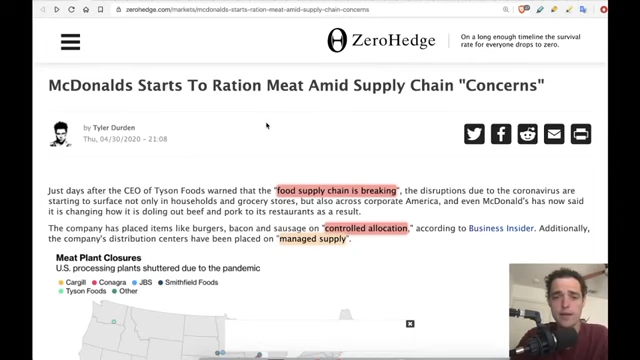 zerohedge.com/markets/mcdonalds-starts-ration-meat-amid-supply-chain-concerns
ZeroHedge
On a long enough timeline the survival
rate for everyone drops to zero.
McDonalds Starts To Ration Meat Amid Supply Chain "Concerns"
by Tyler Durden
Thu, 04/30/2020 - 21:08
Just days after the CEO of Tyson Foods warned that the "food supply chain is breaking", the disruptions due to the coronavirus are
starting to surface not only in households and grocery stores, but also across corporate America, and even McDonald's has now said
it is changing how it is doling out beef and pork to its restaurants as a result.
The company has placed items like burgers, bacon and sausage on "controlled allocation," according to Business Insider. Additionally,
the company's distribution centers have been placed on "managed supply".
Meat Plant Closures
U.S. processing plants shuttered due to the pandemic
Cargill Conagra JBS Smithfield Foods
Tyson Foods Other